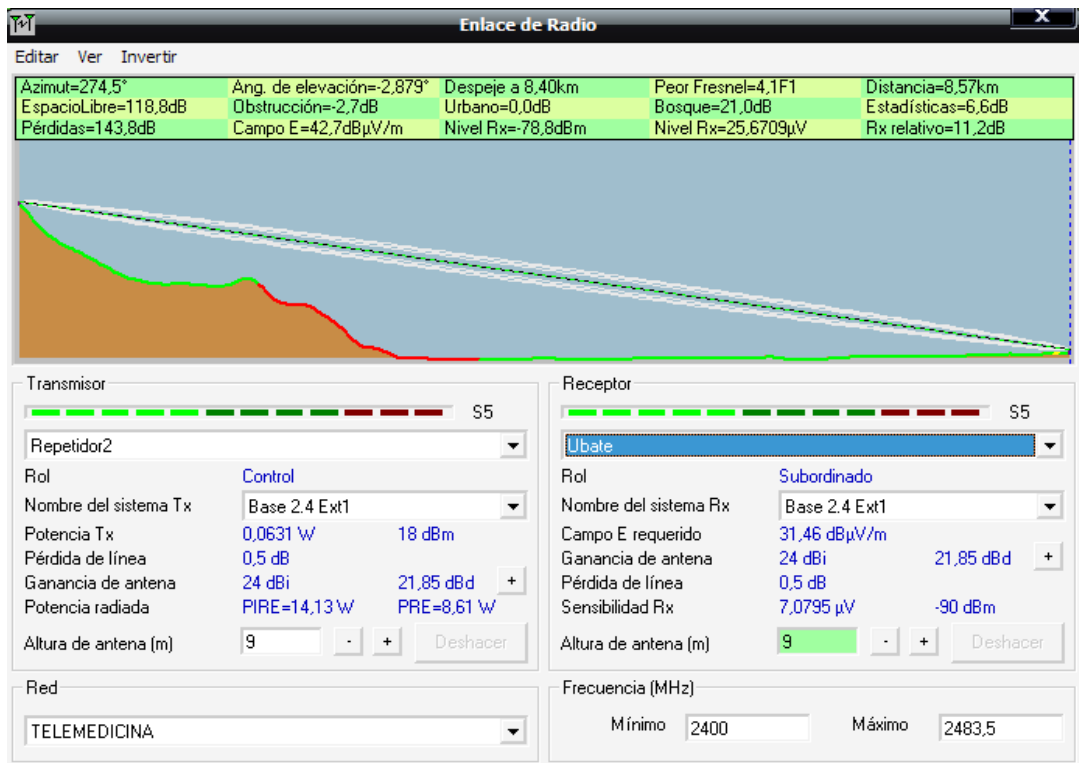 Enlace de Radio
X
Editar Ver Invertir
Azimut=274,5° Ang. de elevación=-2,879° Despeje a 8,40km Peor Fresnel=4,1F1 Distancia=8,57km
EspacioLibre=118,8dB Obstrucción=-2,7dB Urbano=0,0dB Bosque=21,0dB Estadísticas=6,6dB
Pérdidas=143,8dB Campo E=42,7dBµV/m Nivel Rx=-78,8dBm Nivel Rx=25,6709µV Rx relativo=11,2dB
Transmisor
S5
Repetidor2
Rol Control
Nombre del sistema Tx Base 2.4 Ext1
Potencia Tx 0,0631 W 18 dBm
Pérdida de línea 0,5 dB
Ganancia de antena 24 dBi 21,85 dBd +
Potencia radiada PIRE=14,13 W PRE=8,61 W
Altura de antena (m) 9 - + Deshacer
Receptor
S5
Ubate
Rol Subordinado
Nombre del sistema Rx Base 2.4 Ext1
Campo E requerido 31,46 dBµV/m
Ganancia de antena 24 dBi 21,85 dBd +
Pérdida de línea 0,5 dB
Sensibilidad Rx 7,0795 µV -90 dBm
Altura de antena (m) 9 - + Deshacer
Red
TELEMEDICINA
Frecuencia (MHz)
Mínimo 2400 Máximo 2483,5